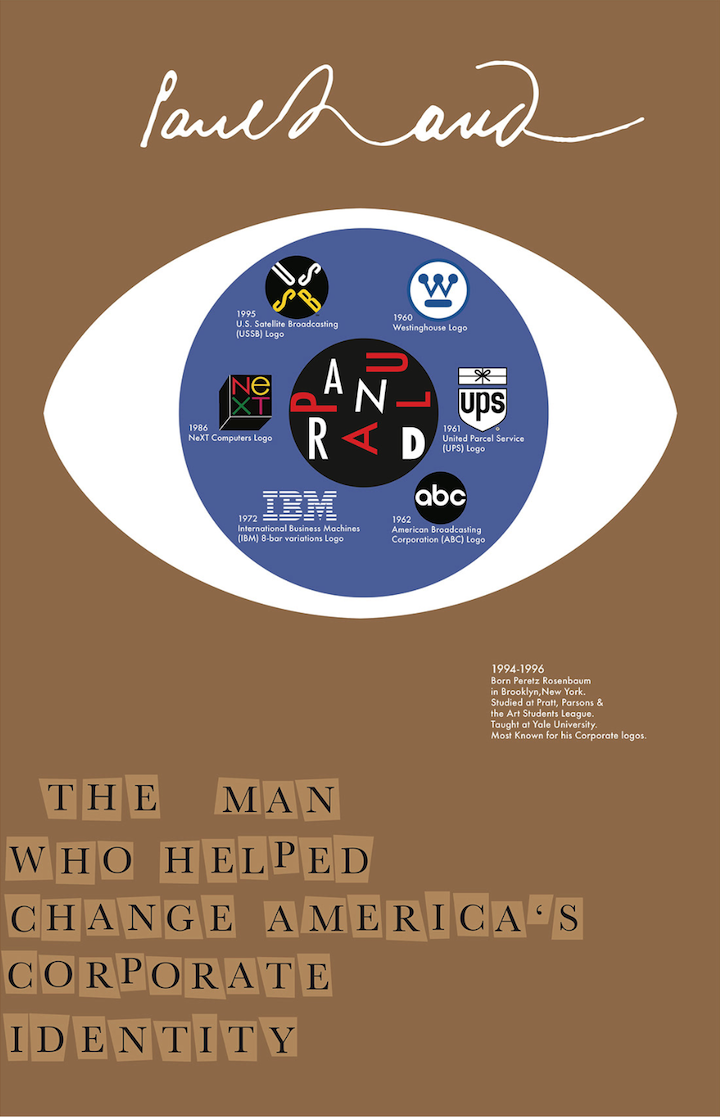 Paul Rand
USSB
1995
U.S. Satellite Broadcasting
(USSB) Logo
W
1960
Westinghouse Logo
NeXT
1986
NeXT Computers Logo
PAUL
RAND
ups
1961
United Parcel Service
(UPS) Logo
IBM
1972
International Business Machines
(IBM) 8-bar variations Logo
abc
1962
American Broadcasting
Corporation (ABC) Logo
1994-1996
Born Peretz Rosenbaum
in Brooklyn,New York.
Studied at Pratt, Parsons &
the Art Students League.
Taught at Yale University.
Most Known for his Corporate logos.
THE MAN
WHO HELPED
CHANGE AMERICA‘S
CORPORATE
IDENTITY